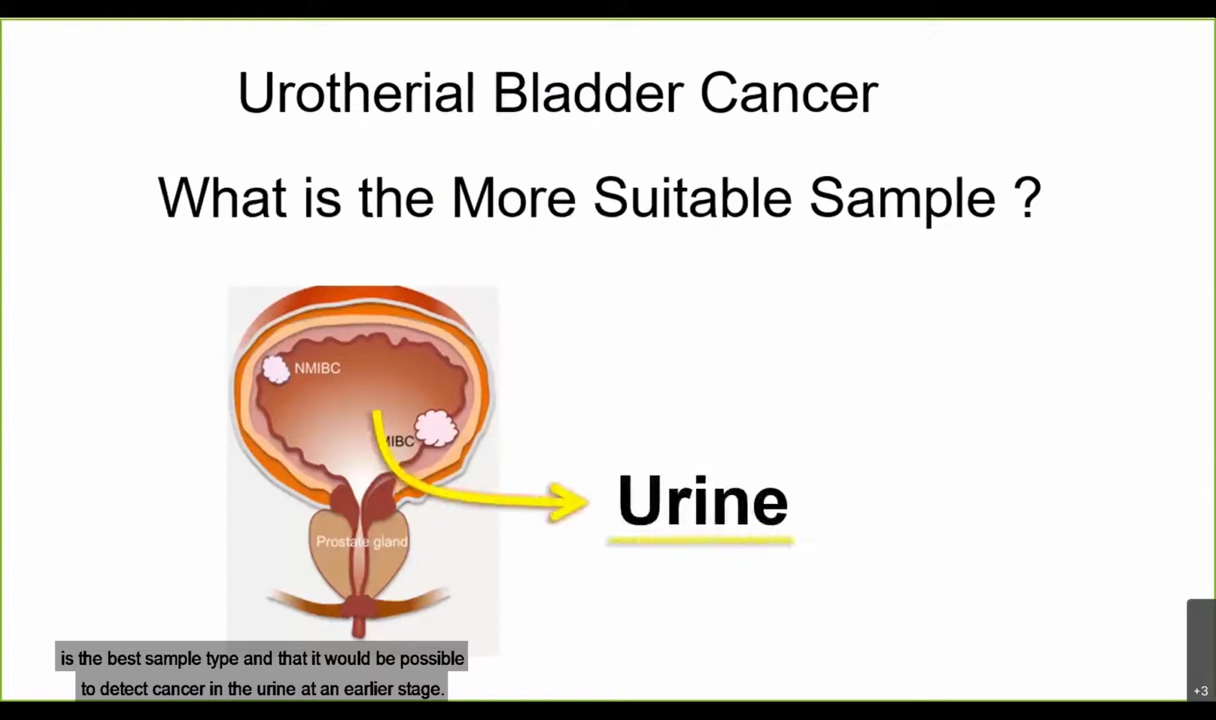 Urotherial Bladder Cancer
What is the More Suitable Sample ?
NMIBC
MIBC
Urine
Prostate gland
is the best sample type and that it would be possible
to detect cancer in the urine at an earlier stage.
+3